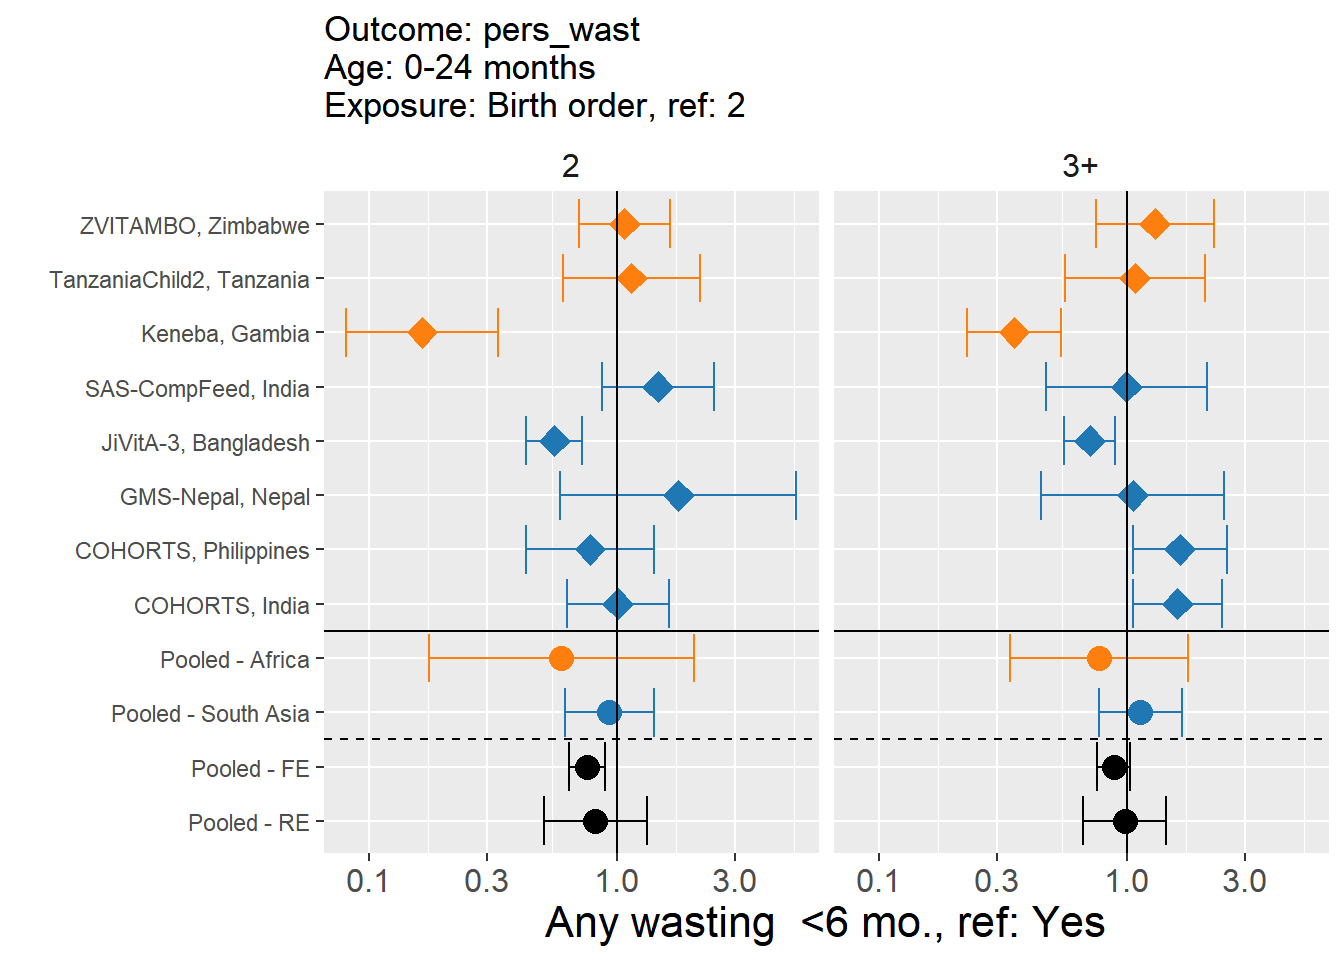 Outcome: pers_wast
Age: 0-24 months
Exposure: Birth order, ref: 2
2
3+
ZVITAMBO, Zimbabwe
TanzaniaChild2, Tanzania
Keneba, Gambia
SAS-CompFeed, India
JiVitA-3, Bangladesh
GMS-Nepal, Nepal
COHORTS, Philippines
COHORTS, India
Pooled - Africa
Pooled - South Asia
Pooled - FE
Pooled - RE
0.1 0.3 1.0 3.0 0.1 0.3 1.0 3.0
Any wasting  <6 mo., ref: Yes